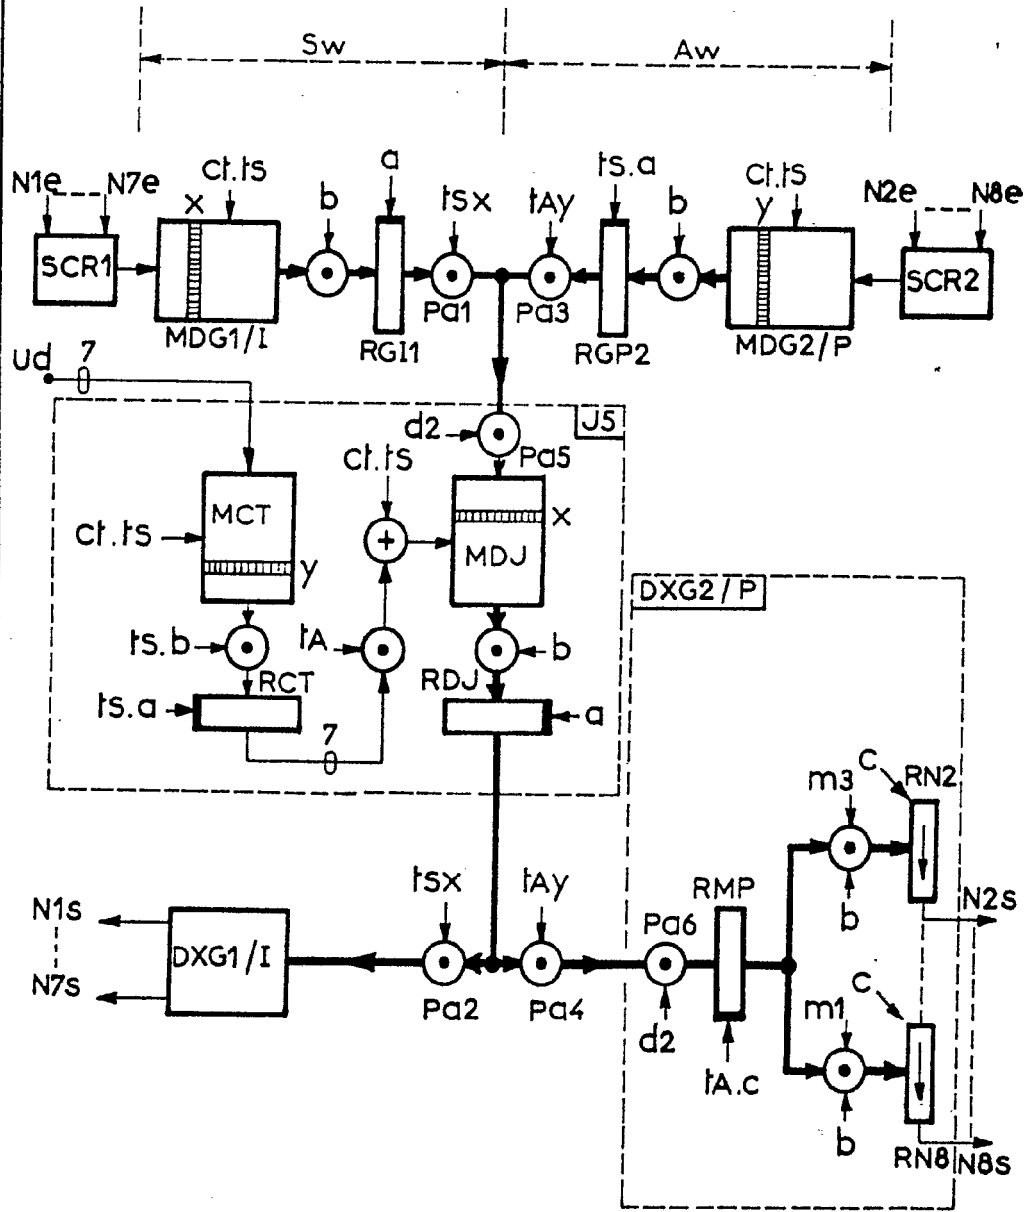 Sw
Aw
N1e N7e
ct.ts
x
b
a
tsx
tAy
ts.a
b
ct.ts
y
N2e N8e
SCR1
SCR2
Pa1
Pa3
MDG1/I
RGI1
RGP2
MDG2/P
ud
7
J5
d2
Pa5
ct.ts
MCT
x
ct.ts
+
MDJ
y
DXG2/P
ts.b
tA
b
RCT
RDJ
ts.a
a
7
m3
C
RN2
tsx
tAy
RMP
N1s
b
N2s
Pa6
DXG1/I
N7s
C
Pa2
Pa4
m1
d2
tA.c
b
RN8
N8s